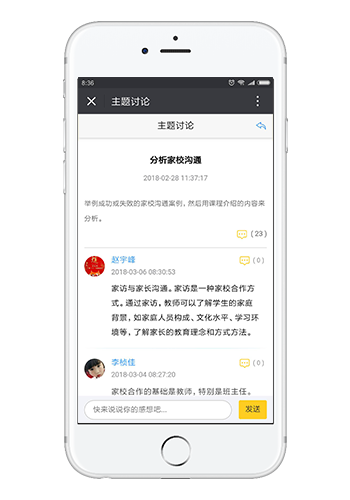 8:36
主题讨论
主题讨论
分析家校沟通
2018-02-28 11:37:17
举例成功或失败的家校沟通案例，然后用课程介绍的内容来
分析。
(23)
赵宇峰
(0)
2018-03-06 08:30:53
家访与家长沟通。家访是一种家校合作方
式。通过家访，教师可以了解学生的家庭
背景，如家庭人员构成、文化水平、学习环
境等，了解家长的教育理念和方式方法。
李桢佳
(0)
2018-03-04 08:27:20
家校合作的基础是教师，特别是班主任。
快来说说你的感想吧...
发送